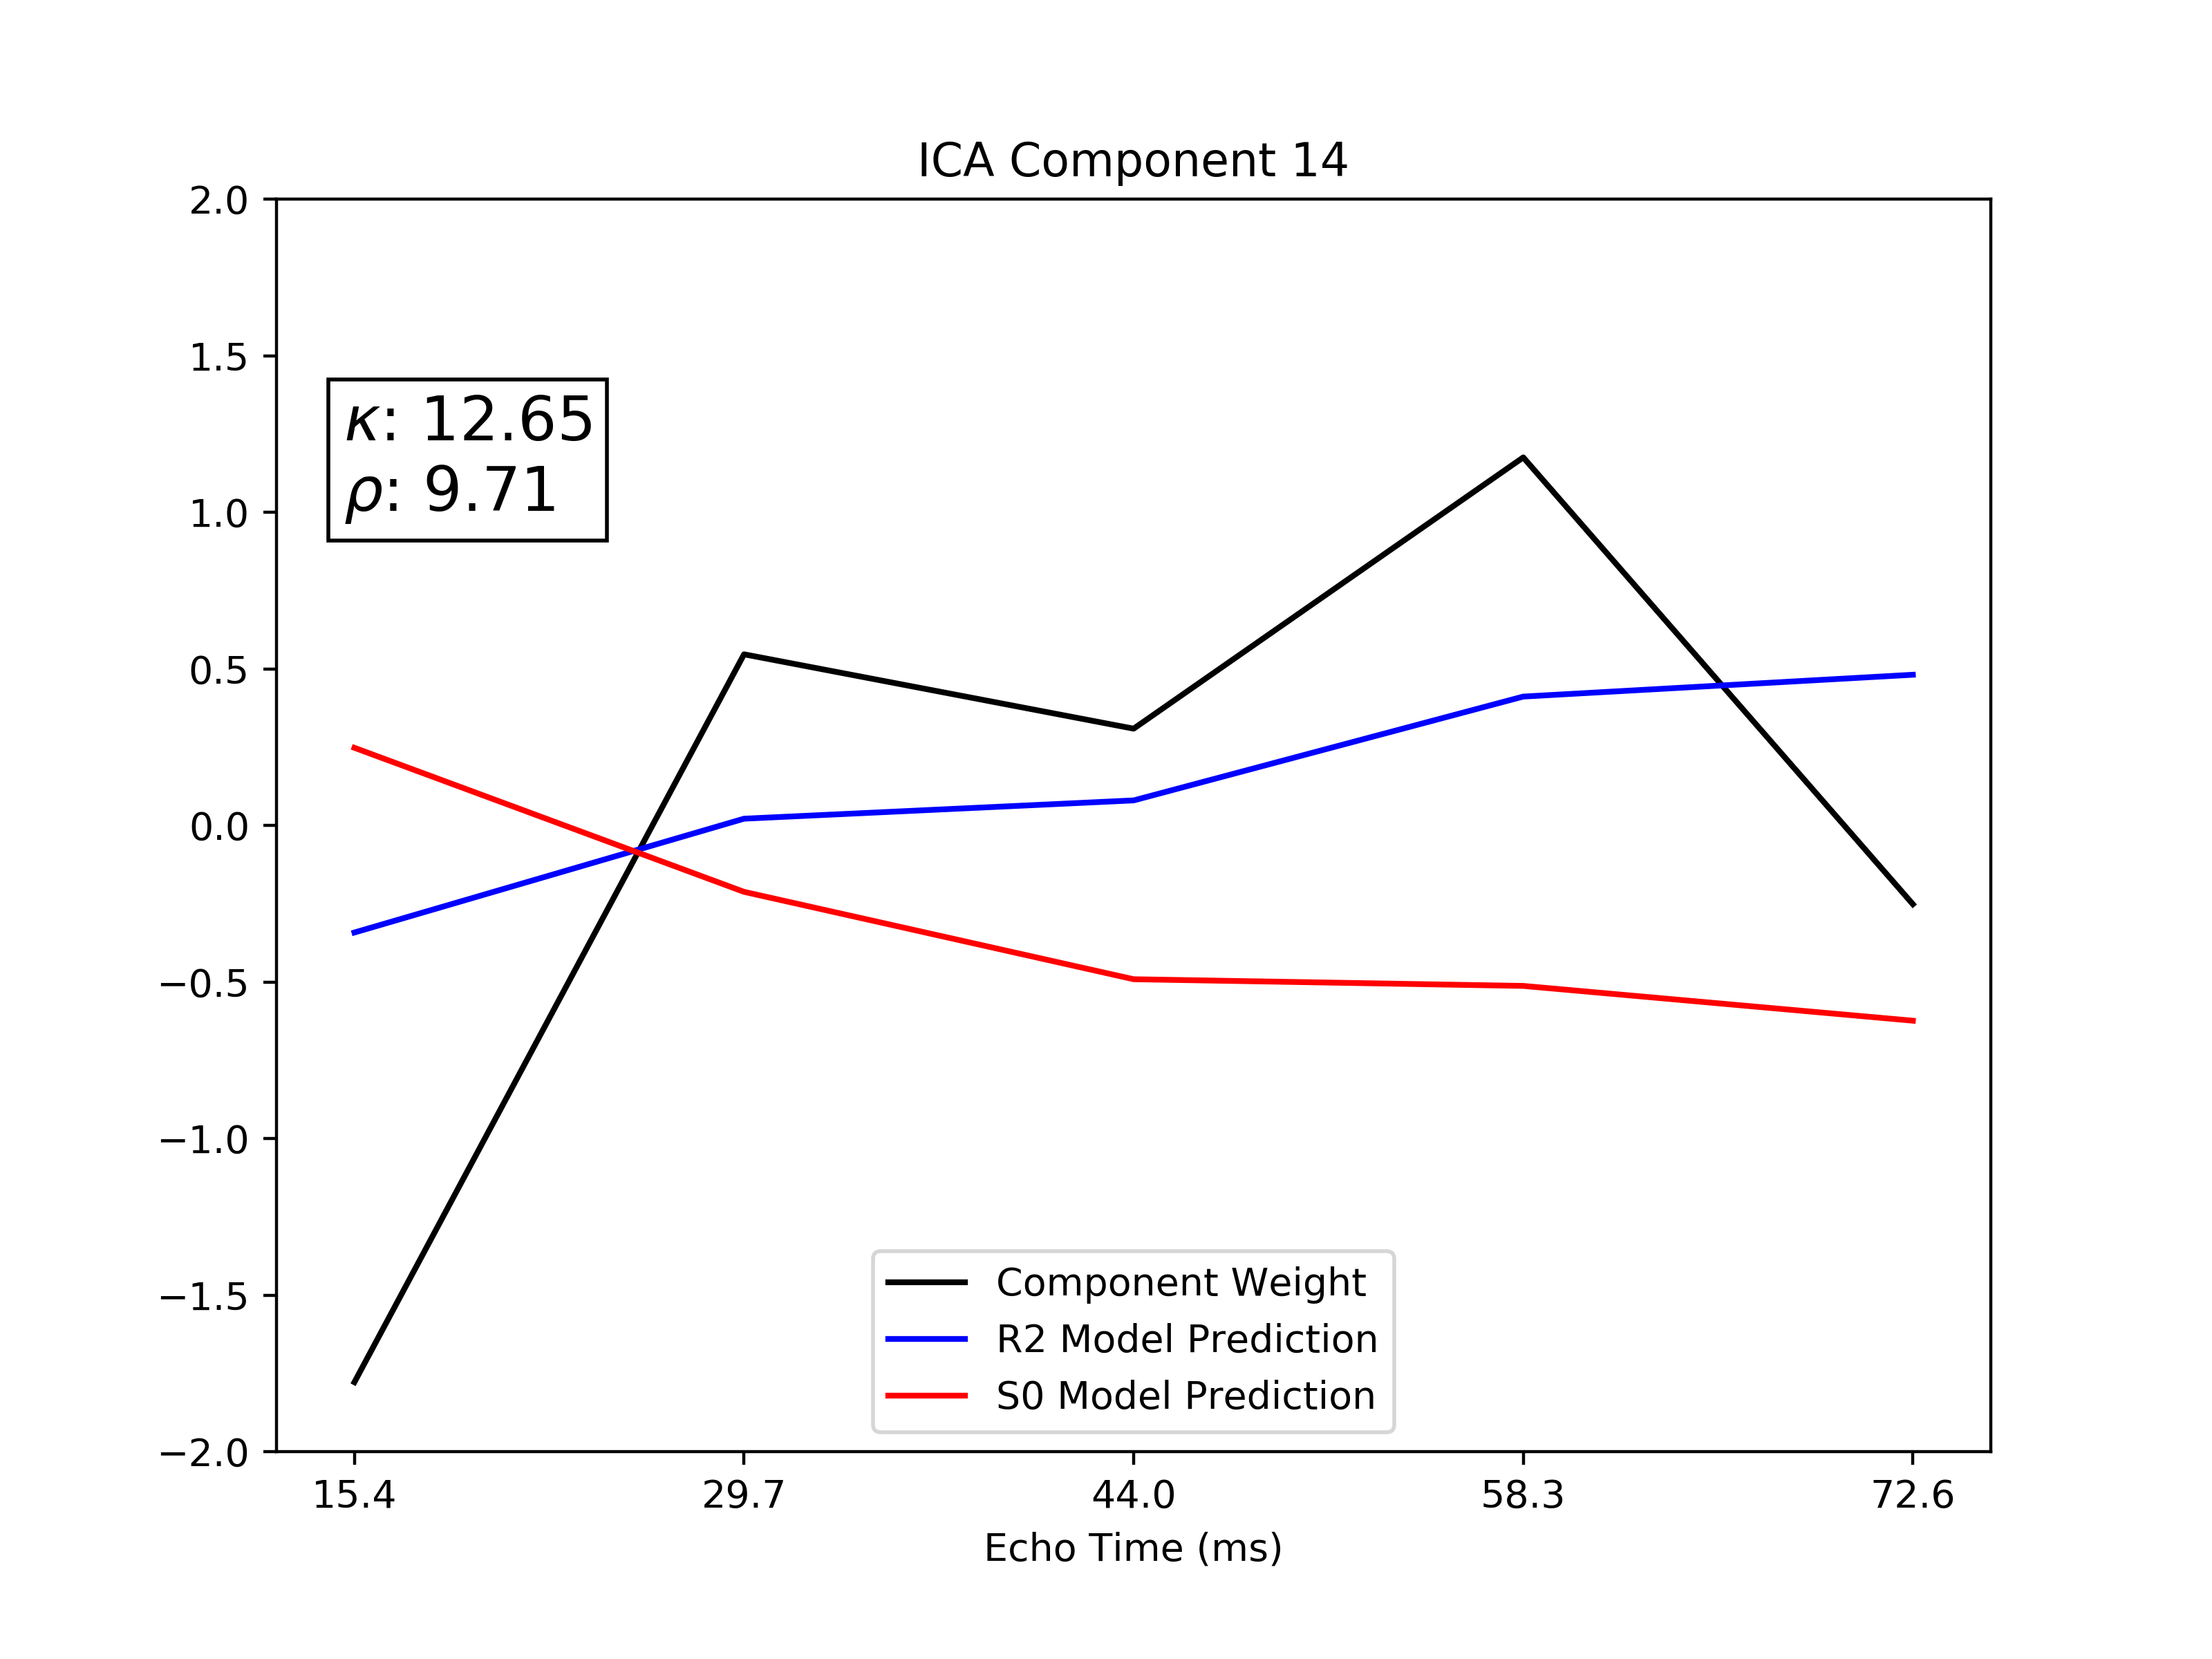 ICA Component 14
2.0
1.5
1.0
0.5
0.0
−0.5
−1.0
−1.5
−2.0
κ: 12.65
ρ: 9.71
Component Weight
R2 Model Prediction
S0 Model Prediction
15.4 29.7 44.0 58.3 72.6
Echo Time (ms)